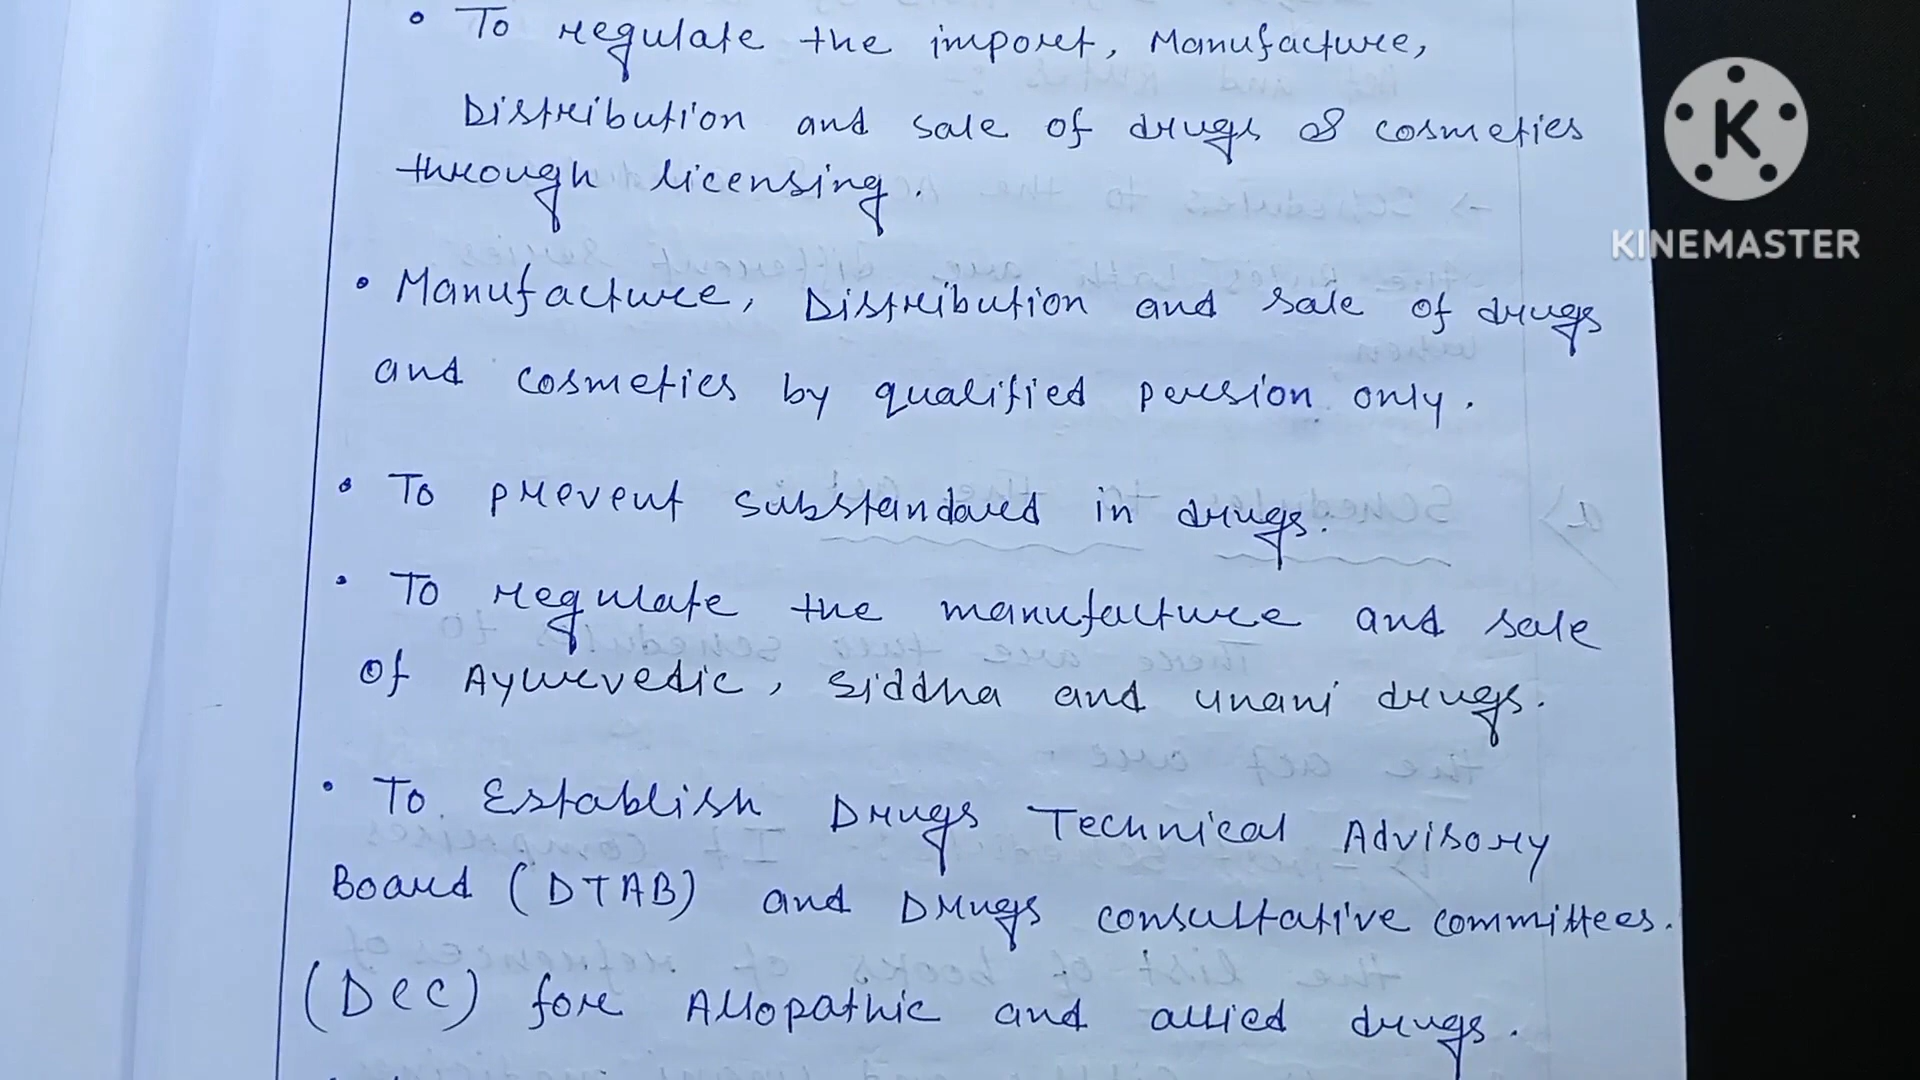 • To regulate the import, Manufacture,
Distribution and sale of drugs & cosmetics
through licensing.
• Manufacture, Distribution and sale of drugs
and cosmetics by qualified persion only.
• To prevent substandard in drugs.
• To regulate the manufacture and sale
of Ayurvedic, Siddha and Unani drugs.
• To Establish Drugs Technical Advisory
Board (DTAB) and Drugs consultative committees.
(DCC) for Allopathic and allied drugs.
K
KINEMASTER